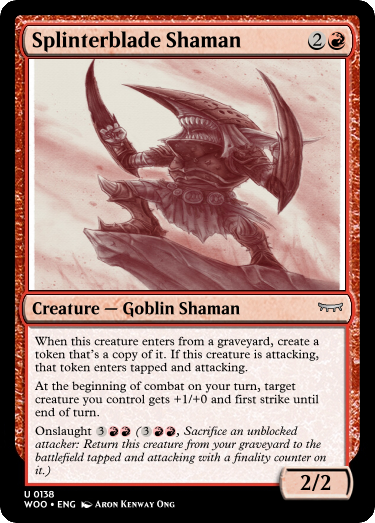 Splinterblade Shaman 2
Creature — Goblin Shaman
When this creature enters from a graveyard, create a
token that's a copy of it. If this creature is attacking,
that token enters tapped and attacking.
At the beginning of combat on your turn, target
creature you control gets +1/+0 and first strike until
end of turn.
Onslaught 3 (3, Sacrifice an unblocked
attacker: Return this creature from your graveyard to the
battlefield tapped and attacking with a finality counter on
it.)
2/2
U 0138
WOO • ENG Aron Kenway Ong